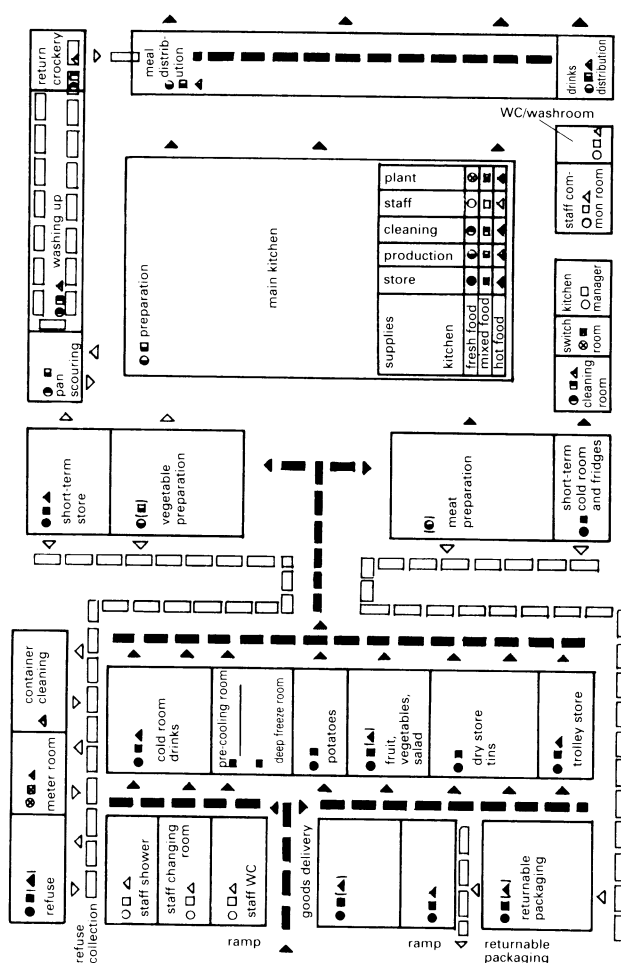 return
crockery
washing up
pan
scouring
meal
distrib-
ution
drinks
distribution
WC/washroom
staff com-
mon room
preparation
main kitchen
plant
staff
cleaning
production
store
supplies
kitchen
fresh food
mixed food
hot food
kitchen
manager
switch
room
cleaning
room
short-term
store
vegetable
preparation
meat
preparation
short-term
cold room
and fridges
container
cleaning
meter room
refuse
refuse
collection
cold room
drinks
pre-cooling room
deep freeze room
potatoes
fruit,
vegetables,
salad
dry store
tins
trolley store
staff shower
staff changing
room
staff WC
goods delivery
returnable
packaging
ramp
ramp
returnable
packaging